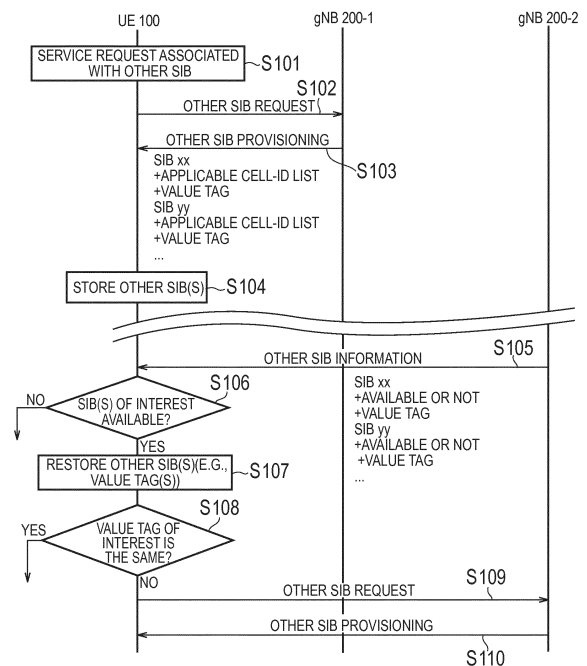 UE 100
gNB 200-1
gNB 200-2
SERVICE REQUEST ASSOCIATED
WITH OTHER SIB
S101
S102
OTHER SIB REQUEST
OTHER SIB PROVISIONING
S103
SIB xx
+APPLICABLE CELL-ID LIST
+VALUE TAG
SIB yy
+APPLICABLE CELL-ID LIST
+VALUE TAG
...
STORE OTHER SIB(S)
S104
OTHER SIB INFORMATION
S105
SIB xx
+AVAILABLE OR NOT
+VALUE TAG
SIB yy
+AVAILABLE OR NOT
+VALUE TAG
...
S106
NO
SIB(S) OF INTEREST
AVAILABLE?
YES
RESTORE OTHER SIB(S)(E.G.,
VALUE TAG(S))
S107
S108
YES
VALUE TAG OF
INTEREST IS
THE SAME?
NO
OTHER SIB REQUEST
S109
OTHER SIB PROVISIONING
S110